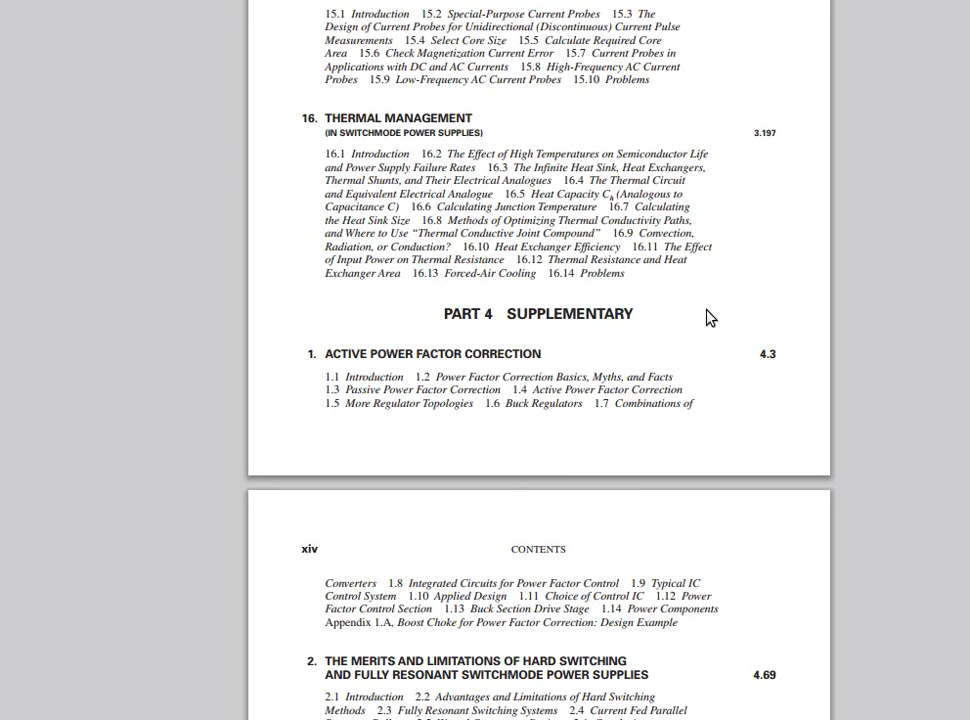 15.1 Introduction 15.2 Special-Purpose Current Probes 15.3 The
Design of Current Probes for Unidirectional (Discontinuous) Current Pulse
Measurements 15.4 Select Core Size 15.5 Calculate Required Core
Area 15.6 Check Magnetization Current Error 15.7 Current Probes in
Applications with DC and AC Currents 15.8 High-Frequency AC Current
Probes 15.9 Low-Frequency AC Current Probes 15.10 Problems
16. THERMAL MANAGEMENT
(IN SWITCHMODE POWER SUPPLIES) 3.197
16.1 Introduction 16.2 The Effect of High Temperatures on Semiconductor Life
and Power Supply Failure Rates 16.3 The Infinite Heat Sink, Heat Exchangers,
Thermal Shunts, and Their Electrical Analogues 16.4 The Thermal Circuit
and Equivalent Electrical Analogue 16.5 Heat Capacity Ch (Analogous to
Capacitance C) 16.6 Calculating Junction Temperature 16.7 Calculating
the Heat Sink Size 16.8 Methods of Optimizing Thermal Conductivity Paths,
and Where to Use “Thermal Conductive Joint Compound” 16.9 Convection,
Radiation, or Conduction? 16.10 Heat Exchanger Efficiency 16.11 The Effect
of Input Power on Thermal Resistance 16.12 Thermal Resistance and Heat
Exchanger Area 16.13 Forced-Air Cooling 16.14 Problems
PART 4 SUPPLEMENTARY
1. ACTIVE POWER FACTOR CORRECTION 4.3
1.1 Introduction 1.2 Power Factor Correction Basics, Myths, and Facts
1.3 Passive Power Factor Correction 1.4 Active Power Factor Correction
1.5 More Regulator Topologies 1.6 Buck Regulators 1.7 Combinations of
xiv CONTENTS
Converters 1.8 Integrated Circuits for Power Factor Control 1.9 Typical IC
Control System 1.10 Applied Design 1.11 Choice of Control IC 1.12 Power
Factor Control Section 1.13 Buck Section Drive Stage 1.14 Power Components
Appendix 1.A, Boost Choke for Power Factor Correction: Design Example
2. THE MERITS AND LIMITATIONS OF HARD SWITCHING
AND FULLY RESONANT SWITCHMODE POWER SUPPLIES 4.69
2.1 Introduction 2.2 Advantages and Limitations of Hard Switching
Methods 2.3 Fully Resonant Switching Systems 2.4 Current Fed Parallel